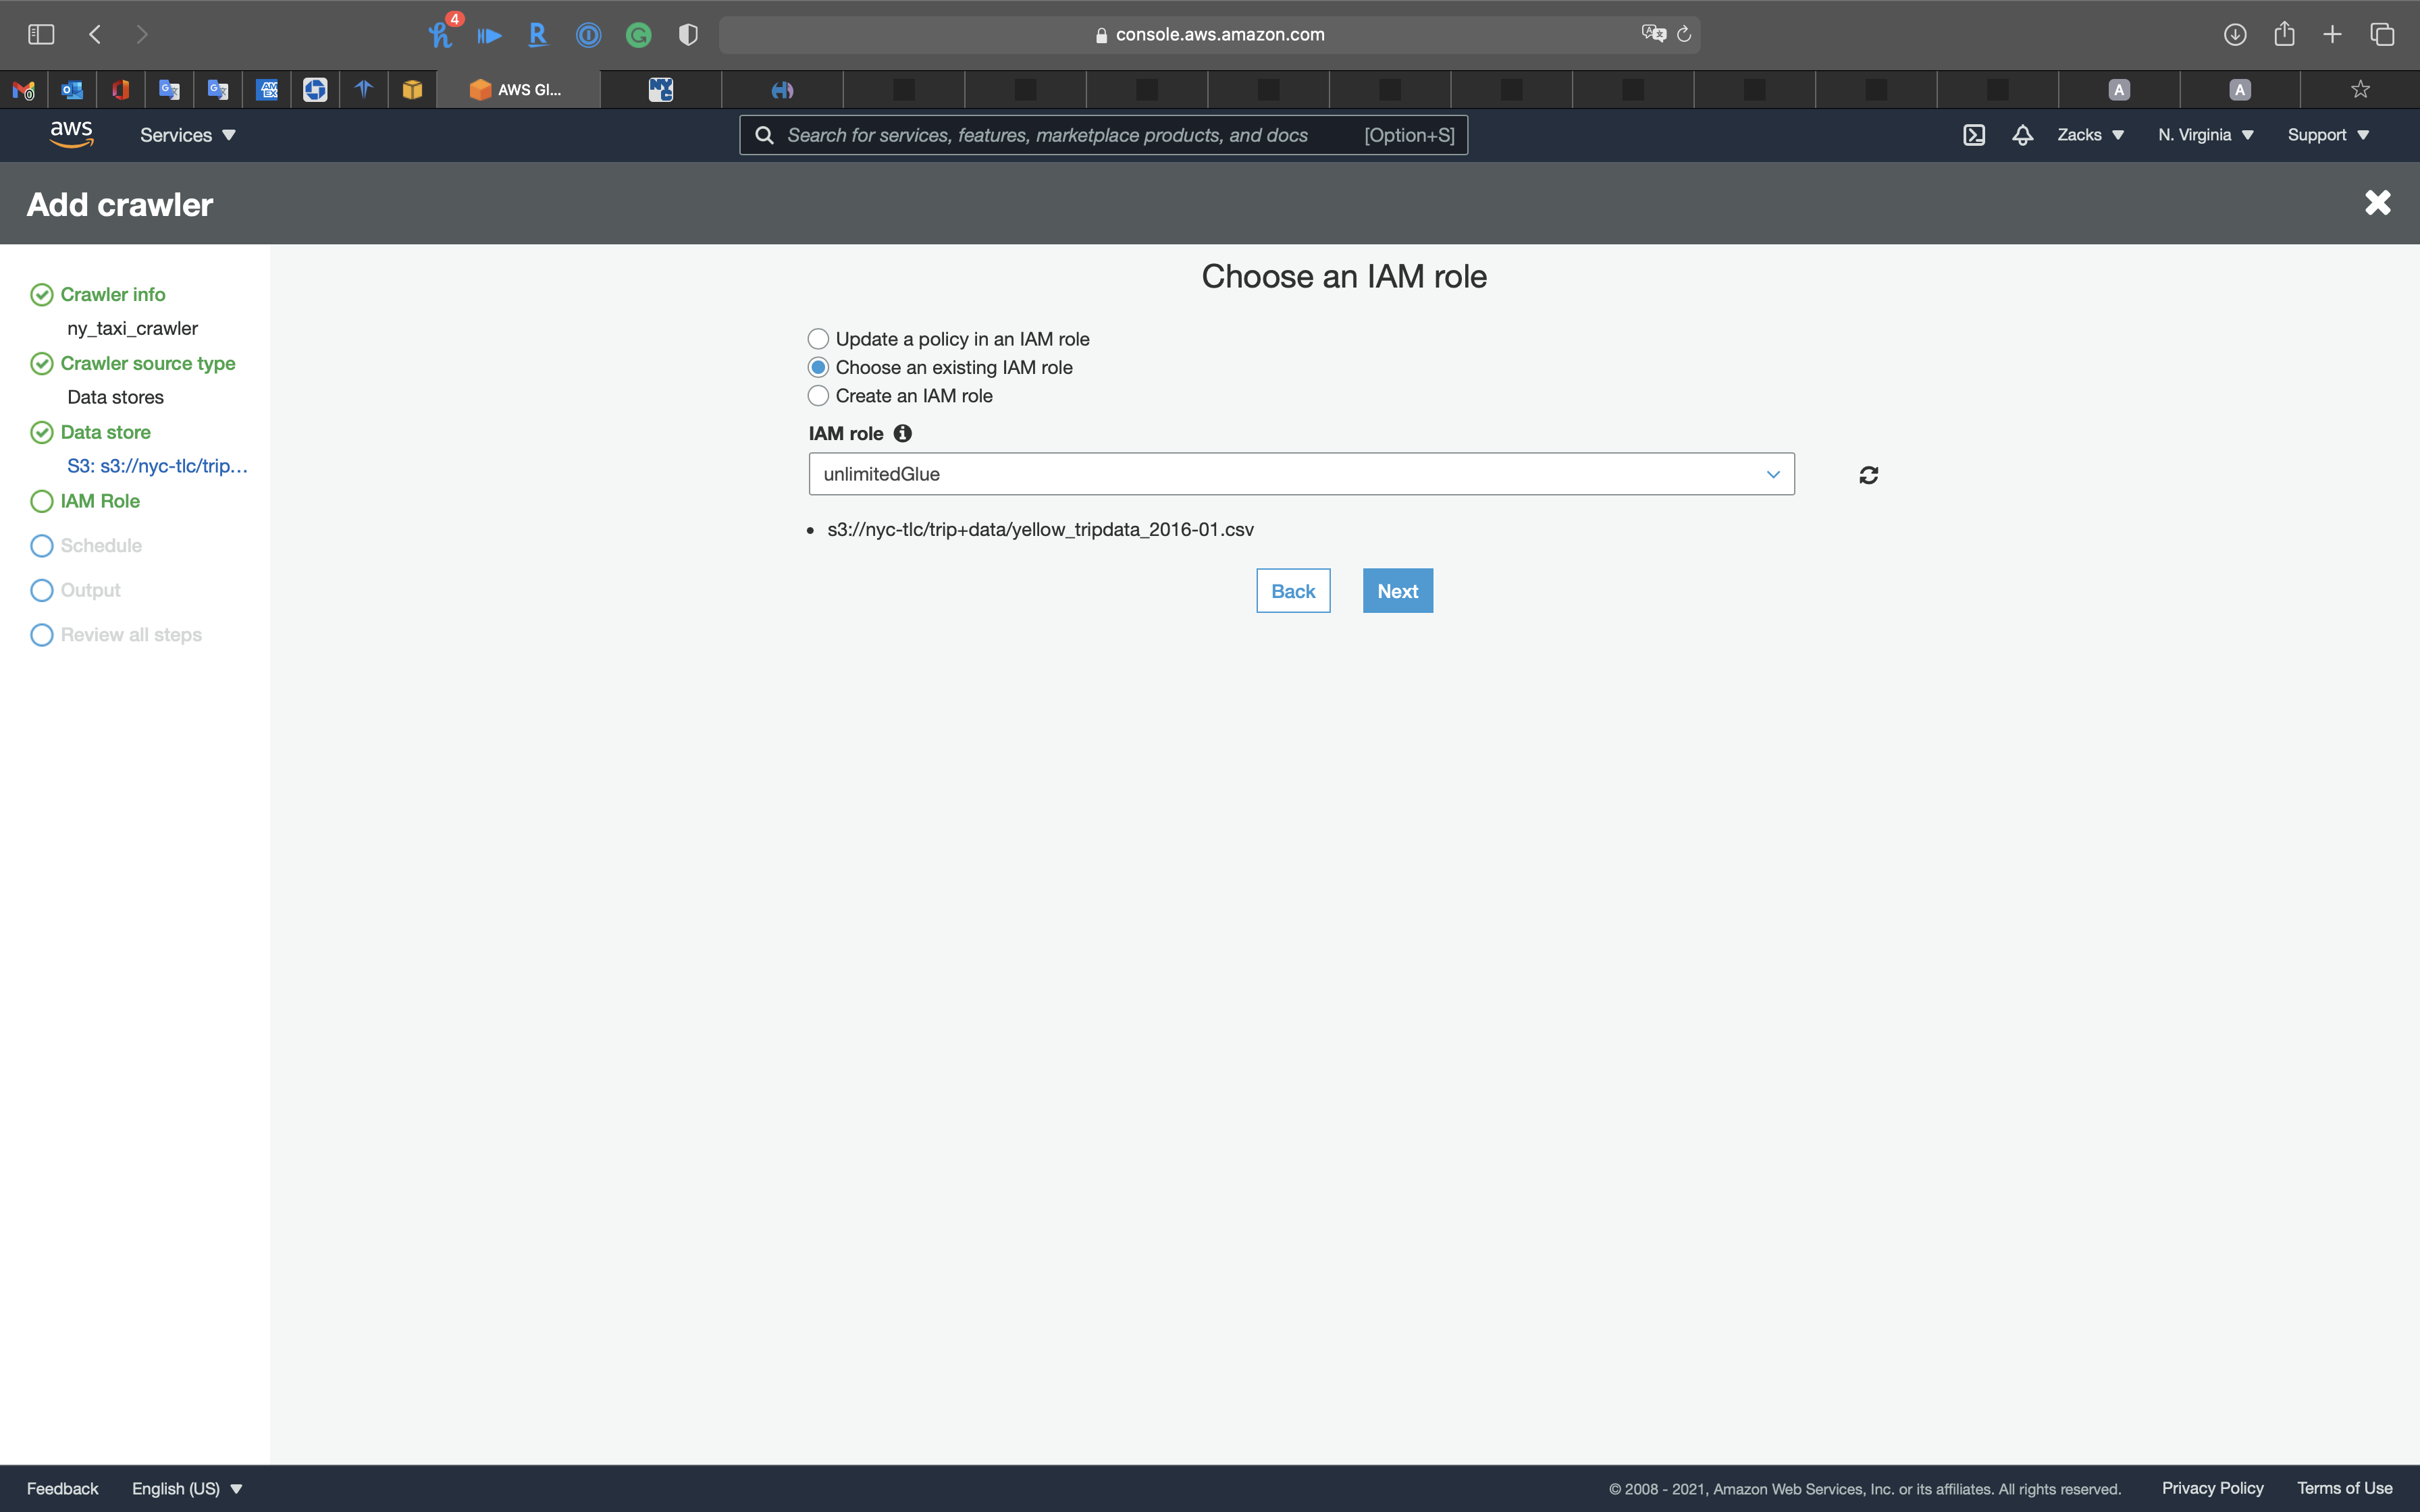 4
console.aws.amazon.com
AWS Gl...
A
A
aws
Services
Search for services, features, marketplace products, and docs [Option+S]
Zacks
N. Virginia
Support
Add crawler
Crawler info
ny_taxi_crawler
Crawler source type
Data stores
Data store
S3: s3://nyc-tlc/trip...
IAM Role
Schedule
Output
Review all steps
Choose an IAM role
Update a policy in an IAM role
Choose an existing IAM role
Create an IAM role
IAM role
unlimitedGlue
s3://nyc-tlc/trip+data/yellow_tripdata_2016-01.csv
Back
Next
Feedback
English (US)
© 2008 - 2021, Amazon Web Services, Inc. or its affiliates. All rights reserved.
Privacy Policy
Terms of Use